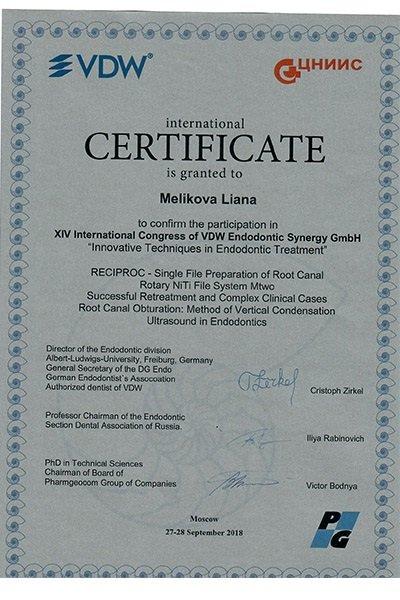 VDW®
ЦНИИС
international
CERTIFICATE
is granted to
Melikova Liana
to confirm the participation in
XIV International Congress of VDW Endodontic Synergy GmbH
"Innovative Techniques in Endodontic Treatment"
RECIPROC - Single File Preparation of Root Canal
Rotary NiTi File System Mtwo
Successful Retreatment and Complex Clinical Cases
Root Canal Obturation: Method of Vertical Condensation
Ultrasound in Endodontics
Director of the Endodontic division
Albert-Ludwigs-University, Freiburg, Germany
General Secretary of the DG Endo
German Endodontist`s Assocoation
Authorized dentist of VDW
Cristoph Zirkel
Professor Chairman of the Endodontic
Section Dental Association of Russia.
Iliya Rabinovich
PhD in Technical Sciences
Chairman of Board of
Pharmgeocom Group of Companies
Victor Bodnya
Moscow
27-28 September 2018
PG